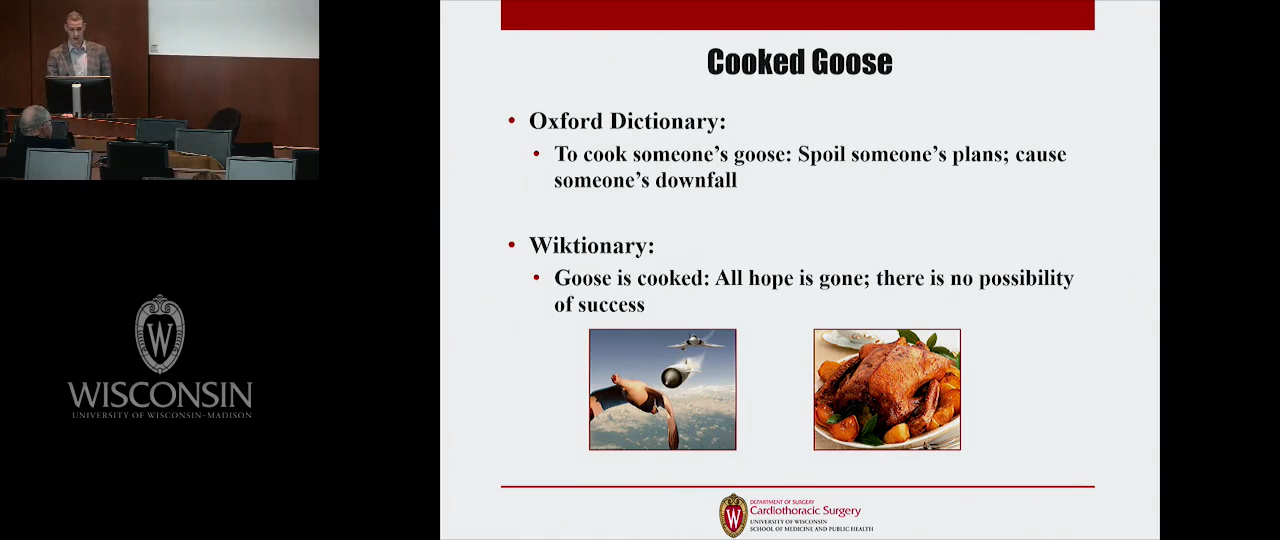 Cooked Goose
• Oxford Dictionary:
• To cook someone's goose: Spoil someone's plans; cause
someone's downfall
• Wiktionary:
• Goose is cooked: All hope is gone; there is no possibility
of success
W
WISCONSIN
UNIVERSITY OF WISCONSIN–MADISON
W
DEPARTMENT OF SURGERY
Cardiothoracic Surgery
UNIVERSITY OF WISCONSIN
SCHOOL OF MEDICINE AND PUBLIC HEALTH